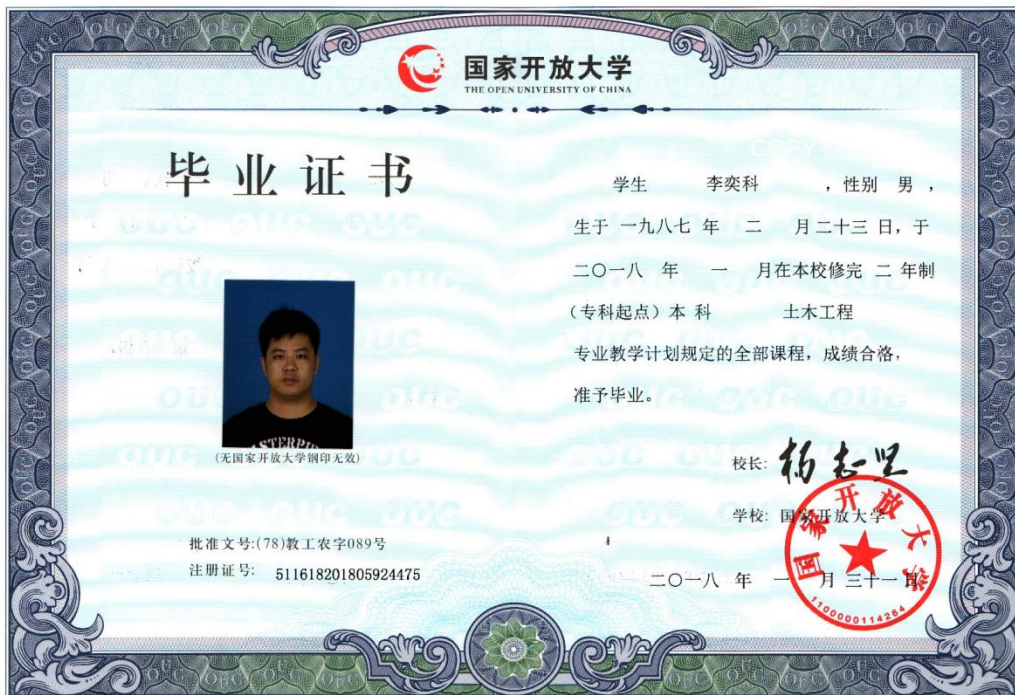 国家开放大学
THE OPEN UNIVERSITY OF CHINA
毕业证书
COPY
学生 李奕科 ，性别 男 ，
生于 一九八七 年 二 月二十三 日，于
二〇一八 年 一 月在本校修完 二 年制
（专科起点）本 科 土木工程
专业教学计划规定的全部课程，成绩合格，
准予毕业。
(无国家开放大学钢印无效)
校长: 杨志坚
学校: 国家开放大学
批准文号:(78)教工农字089号
注册证号: 511618201805924475
二〇一八 年 一 月 三十一 日
国家开放大学
1100000114264
OUC